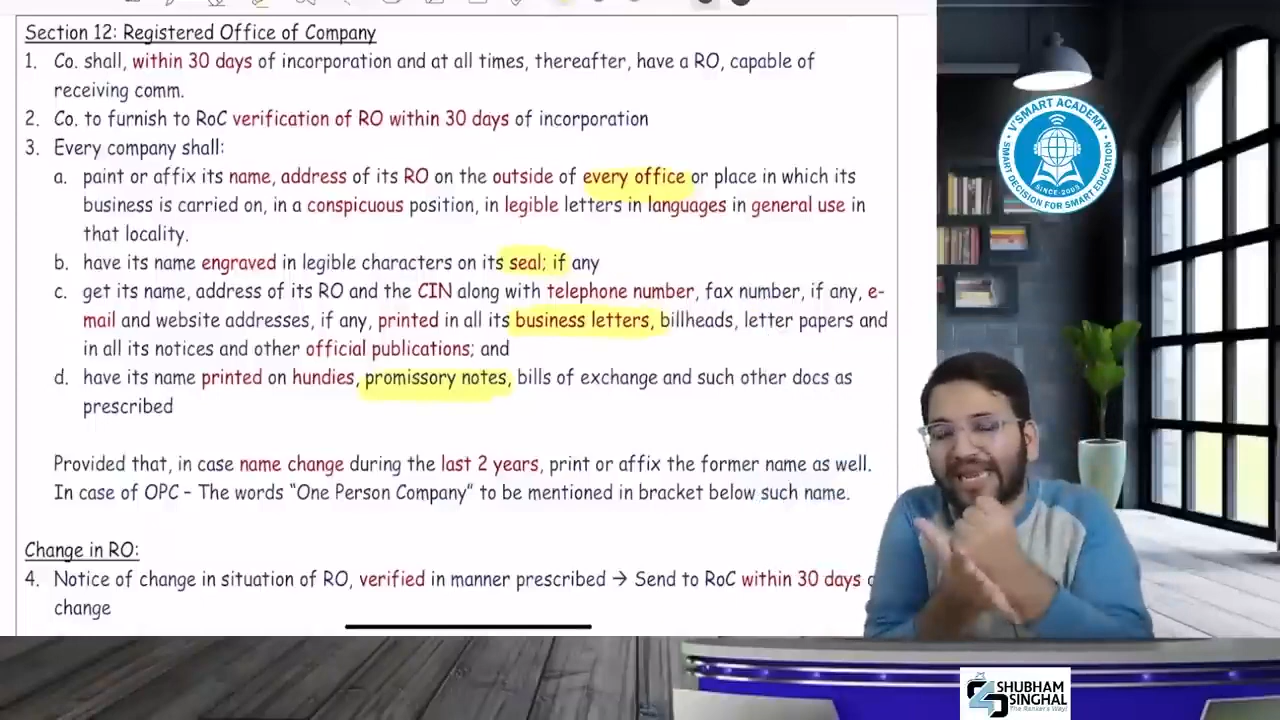 Section 12: Registered Office of Company
1. Co. shall, within 30 days of incorporation and at all times, thereafter, have a RO, capable of
receiving comm.
2. Co. to furnish to RoC verification of RO within 30 days of incorporation
3. Every company shall:
a. paint or affix its name, address of its RO on the outside of every office or place in which its
business is carried on, in a conspicuous position, in legible letters in languages in general use in
that locality.
b. have its name engraved in legible characters on its seal; if any
c. get its name, address of its RO and the CIN along with telephone number, fax number, if any, e-
mail and website addresses, if any, printed in all its business letters, billheads, letter papers and
in all its notices and other official publications; and
d. have its name printed on hundies, promissory notes, bills of exchange and such other docs as
prescribed
Provided that, in case name change during the last 2 years, print or affix the former name as well.
In case of OPC – The words “One Person Company” to be mentioned in bracket below such name.
Change in RO:
4. Notice of change in situation of RO, verified in manner prescribed → Send to RoC within 30 days
change
V'SMART ACADEMY
SINCE-2005
SMART DECISION FOR SMART EDUCATION
SHUBHAM
SINGHAL
The Rankers Way!